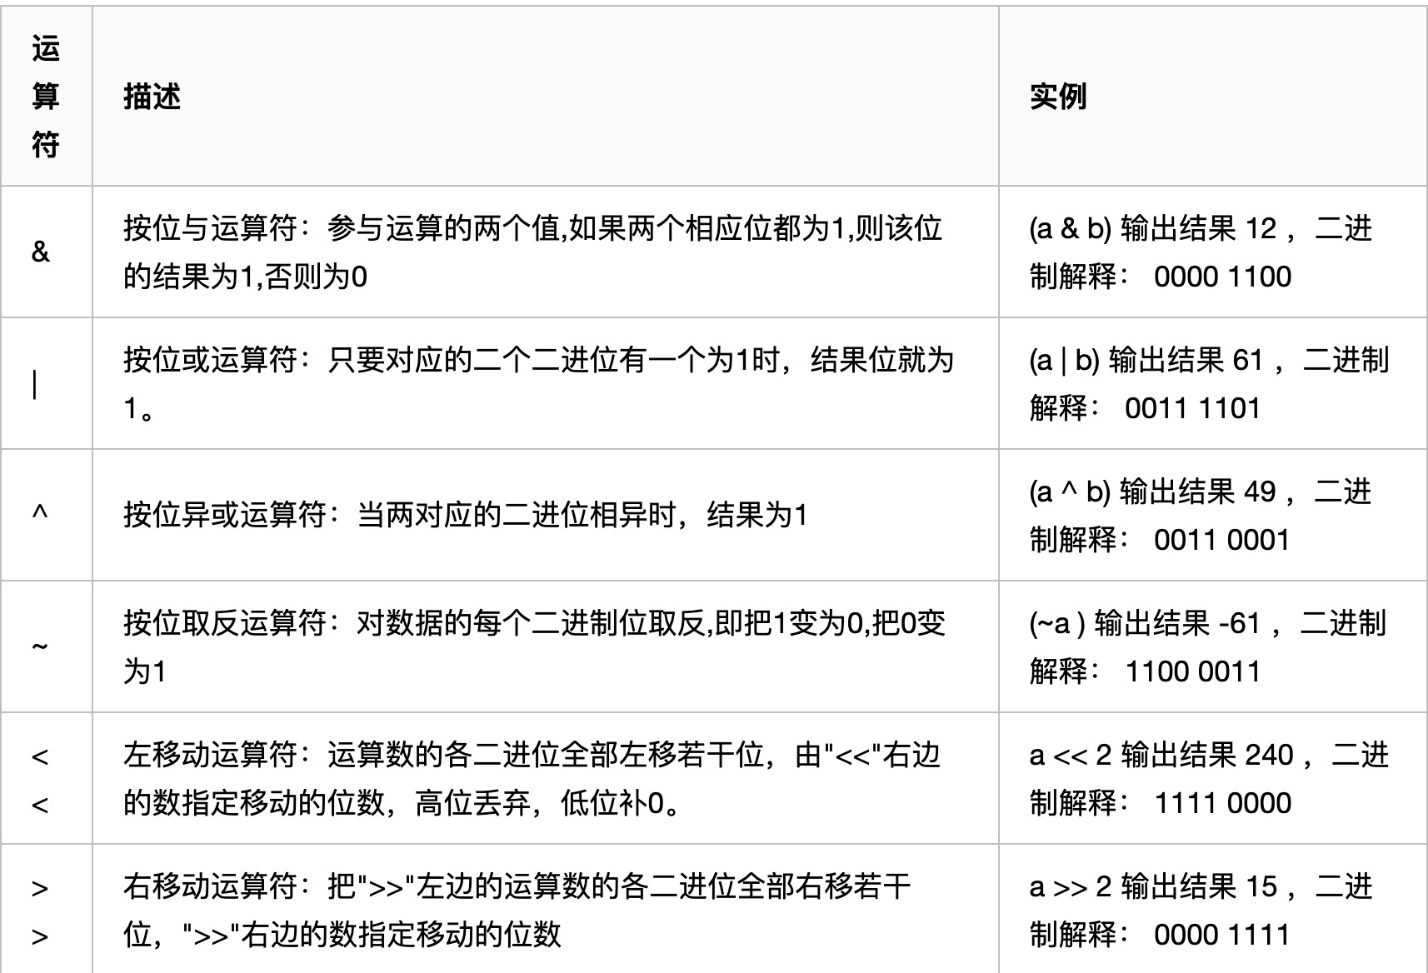 运
算
符
描述
实例
&
按位与运算符：参与运算的两个值,如果两个相应位都为1,则该位
的结果为1,否则为0
(a & b) 输出结果 12 ，二进
制解释： 0000 1100
|
按位或运算符：只要对应的二个二进位有一个为1时，结果位就为
1。
(a | b) 输出结果 61 ，二进制
解释： 0011 1101
^
按位异或运算符：当两对应的二进位相异时，结果为1
(a ^ b) 输出结果 49 ，二进
制解释： 0011 0001
~
按位取反运算符：对数据的每个二进制位取反,即把1变为0,把0变
为1
(~a ) 输出结果 -61 ，二进制
解释： 1100 0011
<
<
左移动运算符：运算数的各二进位全部左移若干位，由"<<"右边
的数指定移动的位数，高位丢弃，低位补0。
a << 2 输出结果 240 ，二进
制解释： 1111 0000
>
>
右移动运算符：把">>"左边的运算数的各二进位全部右移若干
位，">>"右边的数指定移动的位数
a >> 2 输出结果 15 ，二进
制解释： 0000 1111